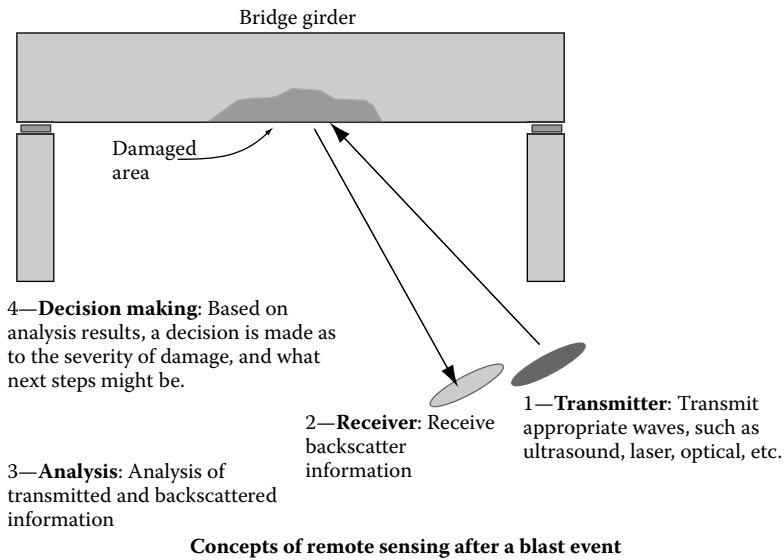 Bridge girder
Damaged
area
4—Decision making: Based on
analysis results, a decision is made as
to the severity of damage, and what
next steps might be.
1—Transmitter: Transmit
appropriate waves, such as
ultrasound, laser, optical, etc.
2—Receiver: Receive
backscatter
information
3—Analysis: Analysis of
transmitted and backscattered
information
Concepts of remote sensing after a blast event